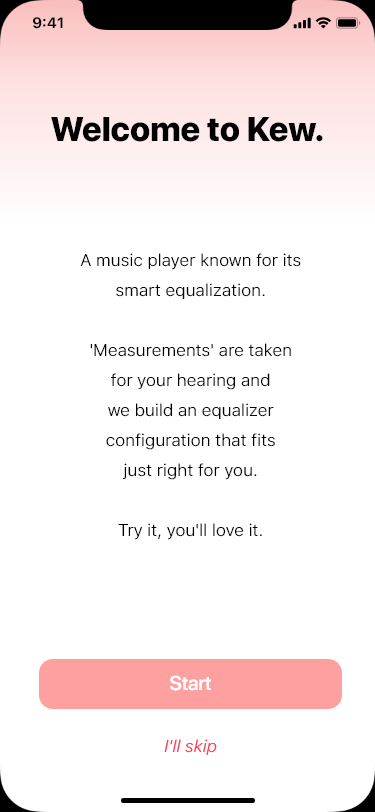 9:41
Welcome to Kew.
A music player known for its
smart equalization.
'Measurements' are taken
for your hearing and
we build an equalizer
configuration that fits
just right for you.
Try it, you'll love it.
Start
I'll skip